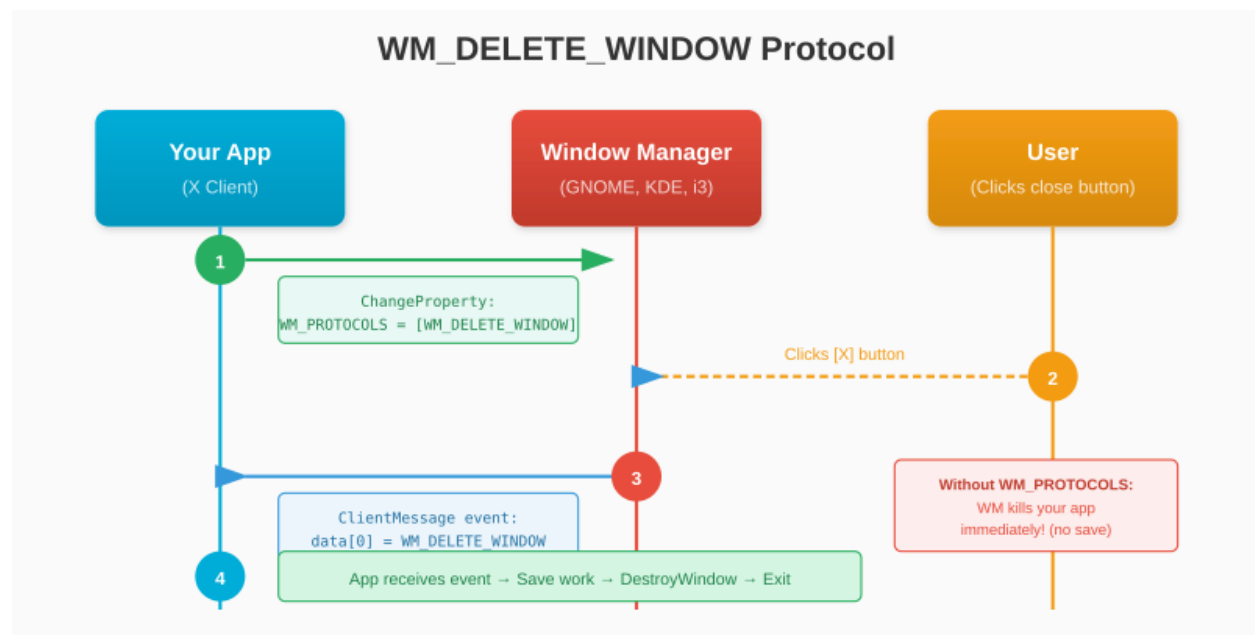 WM_DELETE_WINDOW Protocol
Your App
(X Client)
Window Manager
(GNOME, KDE, i3)
User
(Clicks close button)
1
ChangeProperty:
WM_PROTOCOLS = [WM_DELETE_WINDOW]
Clicks [X] button
2
3
Without WM_PROTOCOLS:
WM kills your app
immediately! (no save)
ClientMessage event:
data[0] = WM_DELETE_WINDOW
4
App receives event → Save work → DestroyWindow → Exit